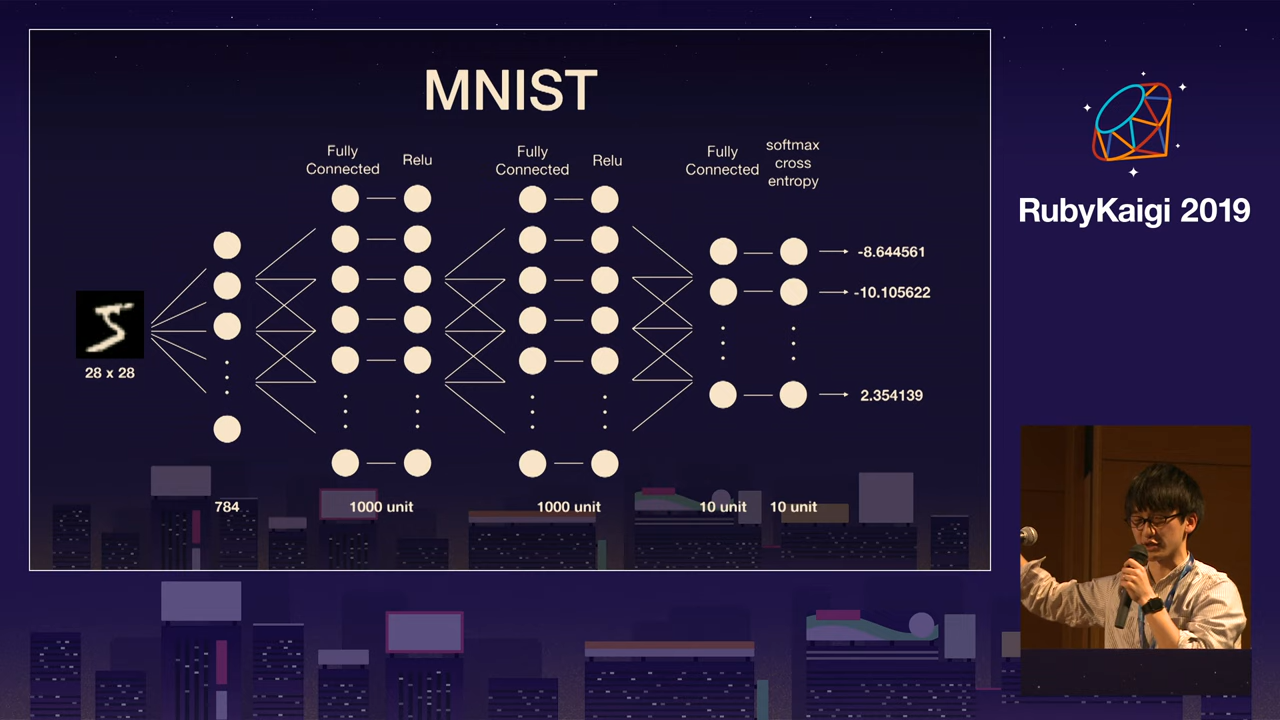 MNIST
Fully
Connected
Relu
Fully
Connected
Relu
Fully
Connected
softmax
cross
entropy
-8.644561
-10.105622
2.354139
28 x 28
784
1000 unit
1000 unit
10 unit
10 unit
RubyKaigi 2019